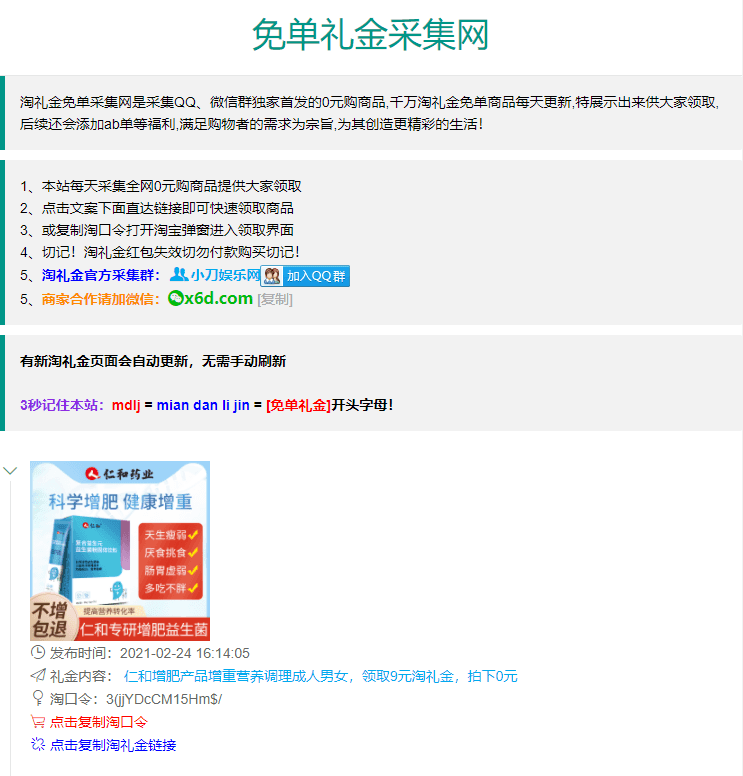 免单礼金采集网
淘礼金免单采集网是采集QQ、微信群独家首发的0元购商品,千万淘礼金免单商品每天更新,特展示出来供大家领取,
后续还会添加ab单等福利,满足购物者的需求为宗旨,为其创造更精彩的生活！
1、本站每天采集全网0元购商品提供大家领取
2、点击文案下面直达链接即可快速领取商品
3、或复制淘口令打开淘宝弹窗进入领取界面
4、切记！淘礼金红包失效切勿付款购买切记！
5、淘礼金官方采集群： 小刀娱乐网 加入QQ群
5、商家合作请加微信： x6d.com [复制]
有新淘礼金页面会自动更新，无需手动刷新
3秒记住本站：mdlj = mian dan li jin = [免单礼金]开头字母！
仁和药业
科学增肥 健康增重
天生瘦弱
厌食挑食
肠胃虚弱
多吃不胖
不增
包退
提高营养转化率
仁和专研增肥益生菌
发布时间：2021-02-24 16:14:05
礼金内容： 仁和增肥产品增重营养调理成人男女，领取9元淘礼金，拍下0元
淘口令：3(jjYDcCM15Hm$/
点击复制淘口令
点击复制淘礼金链接